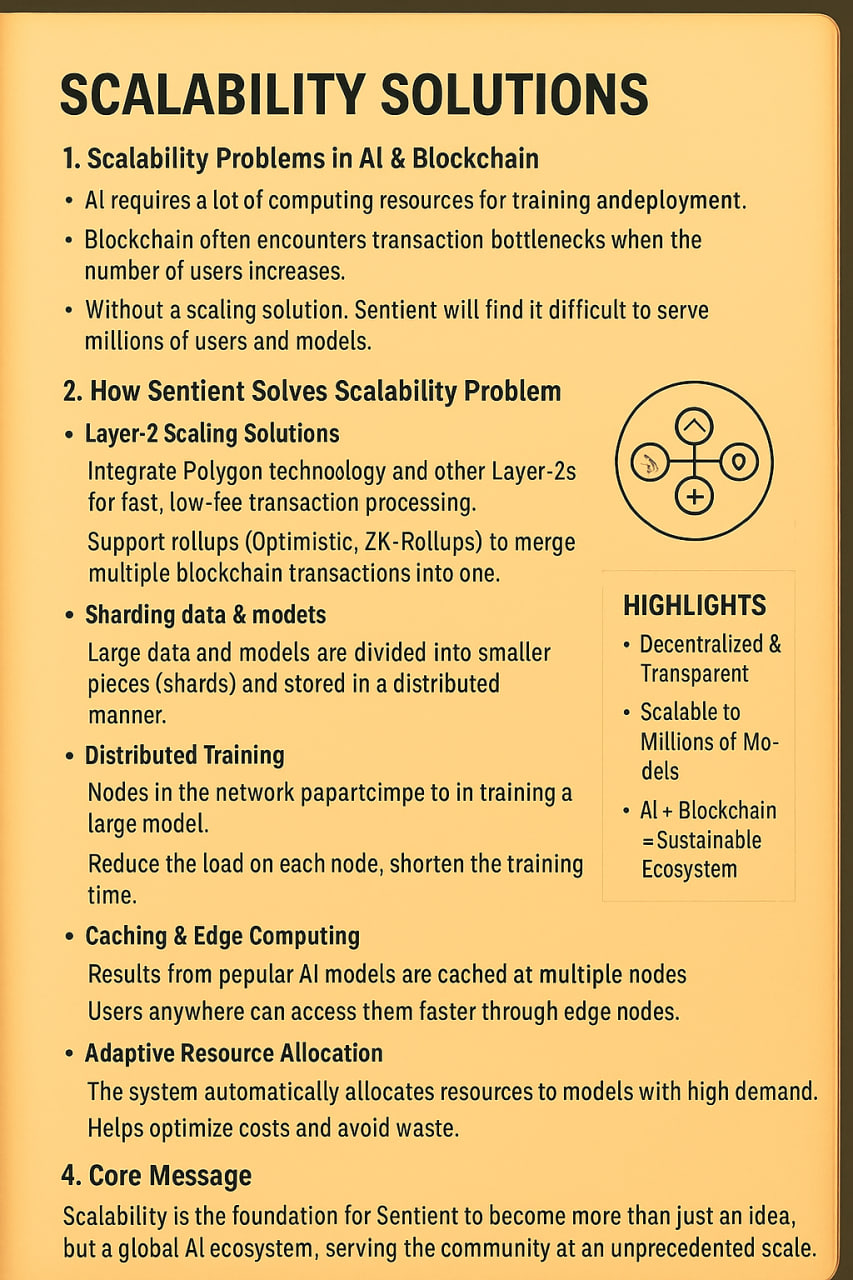 SCALABILITY SOLUTIONS
1. Scalability Problems in AI & Blockchain
• AI requires a lot of computing resources for training andeployment.
• Blockchain often encounters transaction bottlenecks when the
number of users increases.
• Without a scaling solution. Sentient will find it difficult to serve
millions of users and models.
2. How Sentient Solves Scalability Problem
• Layer-2 Scaling Solutions
Integrate Polygon technoology and other Layer-2s
for fast, low-fee transaction processing.
Support rollups (Optimistic, ZK-Rollups) to merge
multiple blockchain transactions into one.
• Sharding data & modets
Large data and models are divided into smaller
pieces (shards) and stored in a distributed
manner.
• Distributed Training
Nodes in the network papartcimpe to in training a
large model.
Reduce the load on each node, shorten the training
time.
HIGHLIGHTS
• Decentralized &
Transparent
• Scalable to
Millions of Mo-
dels
• AI + Blockchain
=Sustainable
Ecosystem
• Caching & Edge Computing
Results from pepular AI models are cached at multiple nodes
Users anywhere can access them faster through edge nodes.
• Adaptive Resource Allocation
The system automatically allocates resources to models with high demand.
Helps optimize costs and avoid waste.
4. Core Message
Scalability is the foundation for Sentient to become more than just an idea,
but a global AI ecosystem, serving the community at an unprecedented scale.